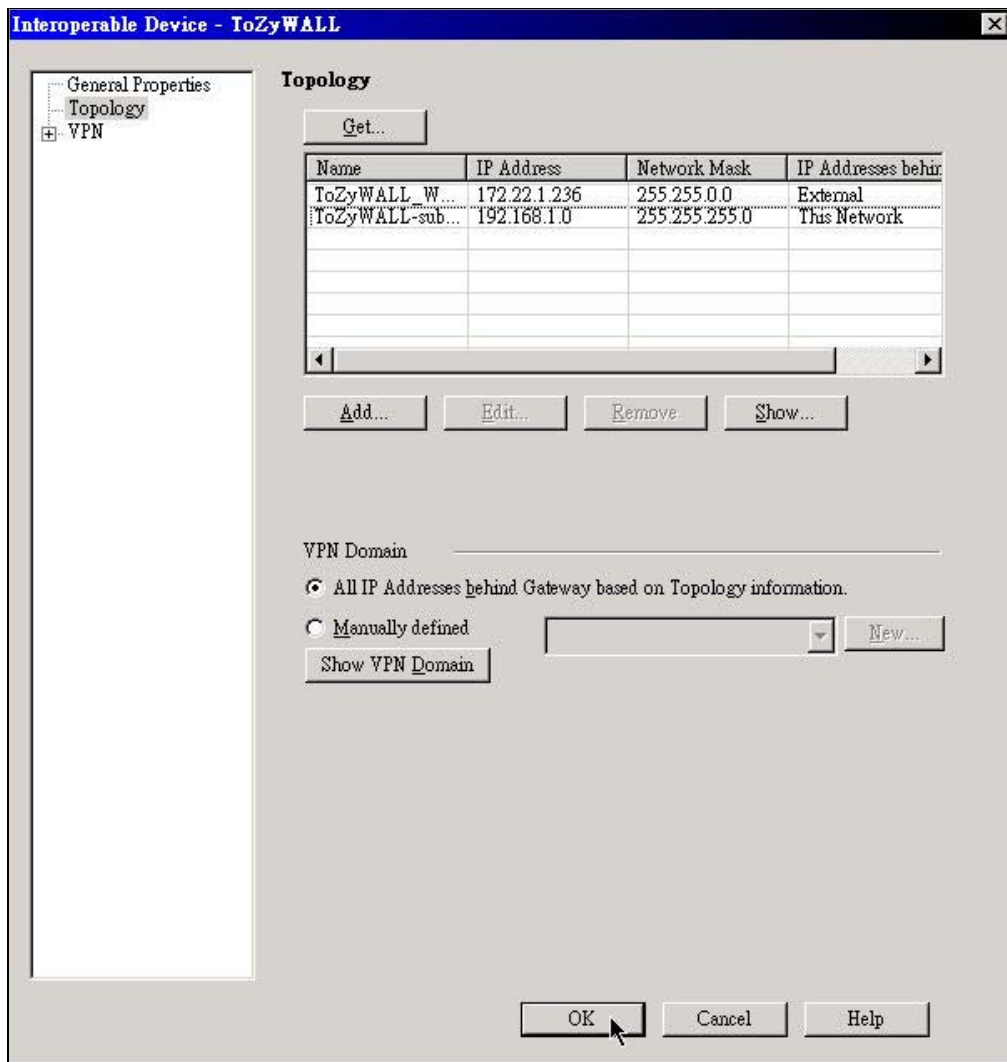 Interoperable Device - ToZyWALL
General Properties
Topology
VPN
Topology
Get...
Name IP Address Network Mask IP Addresses behin
ToZyWALL_W... 172.22.1.236 255.255.0.0 External
ToZyWALL-sub... 192.168.1.0 255.255.255.0 This Network
Add... Edit... Remove Show...
VPN Domain
All IP Addresses behind Gateway based on Topology information.
Manually defined New...
Show VPN Domain
OK Cancel Help